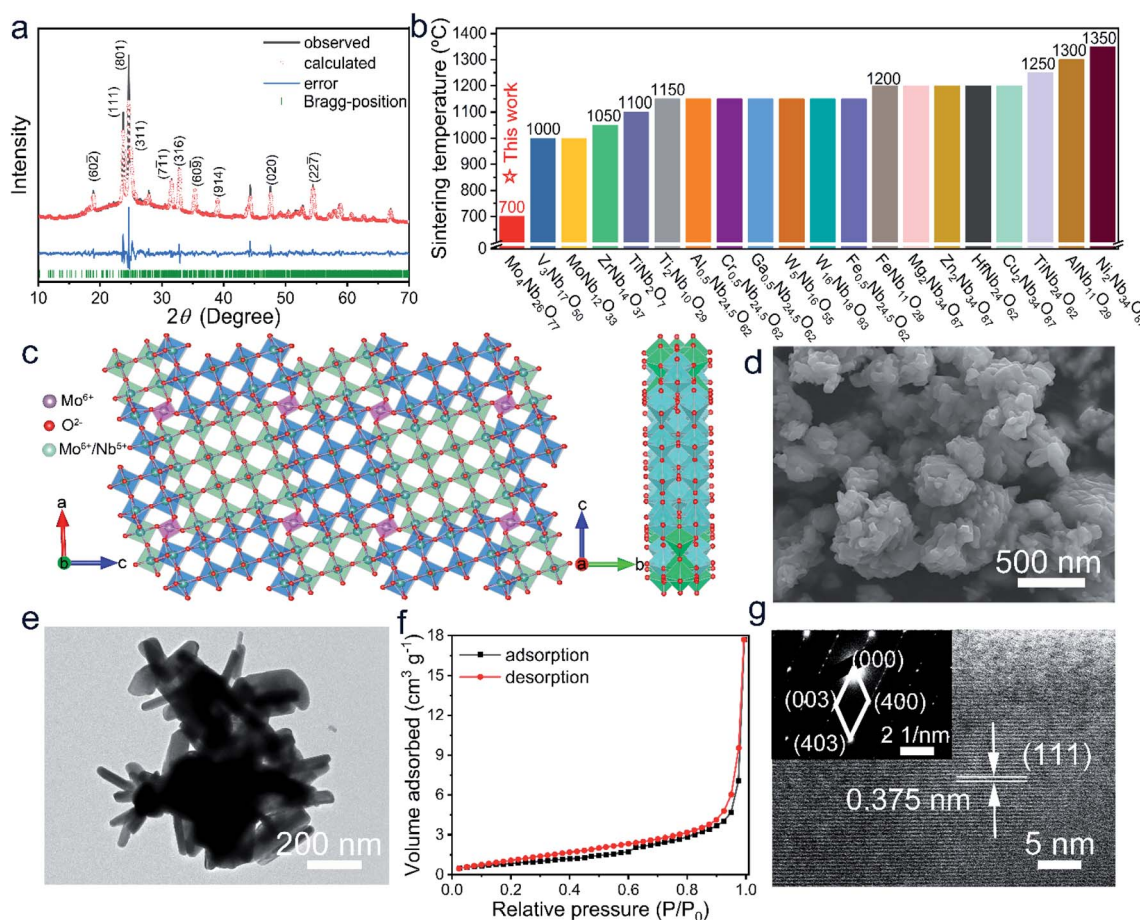 a
observed
calculated
error
Bragg-position
(801)
(111)
(311)
(602̅)
(7̅11)
(316)
(609̅)
(914)
(020)
(227̅)
Intensity
10 20 30 40 50 60 70
2θ (Degree)
b
Sintering temperature (ºC)
1400
1300
1200
1100
1000
900
800
700
0
☆ This work
700
1000
1050
1100
1150
1200
1250
1300
1350
Mo₄Nb₂₆O₇₇
V₃Nb₁₇O₅₀
MoNb₁₂O₃₃
ZrNb₁₄O₃₇
TiNb₂O₇
Ti₂Nb₁₀O₂₉
Al₀.₅Nb₂₄.₅O₆₂
Cr₀.₅Nb₂₄.₅O₆₂
Ga₀.₅Nb₂₄.₅O₆₂
W₅Nb₁₆O₅₅
W₁₆Nb₁₈O₉₃
Fe₀.₅Nb₂₄.₅O₆₂
FeNb₁₁O₂₉
Mg₂Nb₃₄O₈₇
Zn₂Nb₃₄O₈₇
HfNb₂₄O₆₂
Cu₂Nb₃₄O₈₇
TiNb₂₄O₆₂
AlNb₁₁O₂₉
Ni₂Nb₃₄O₈₇
c
Mo⁶⁺
O²⁻
Mo⁶⁺/Nb⁵⁺
a
b
c
c
a
b
d
500 nm
e
200 nm
f
Volume adsorbed (cm³ g⁻¹)
18
15
12
9
6
3
0
adsorption
desorption
0.0 0.2 0.4 0.6 0.8 1.0
Relative pressure (P/P₀)
g
(000)
(003)
(400)
(403)
2 1/nm
(111)
0.375 nm
5 nm